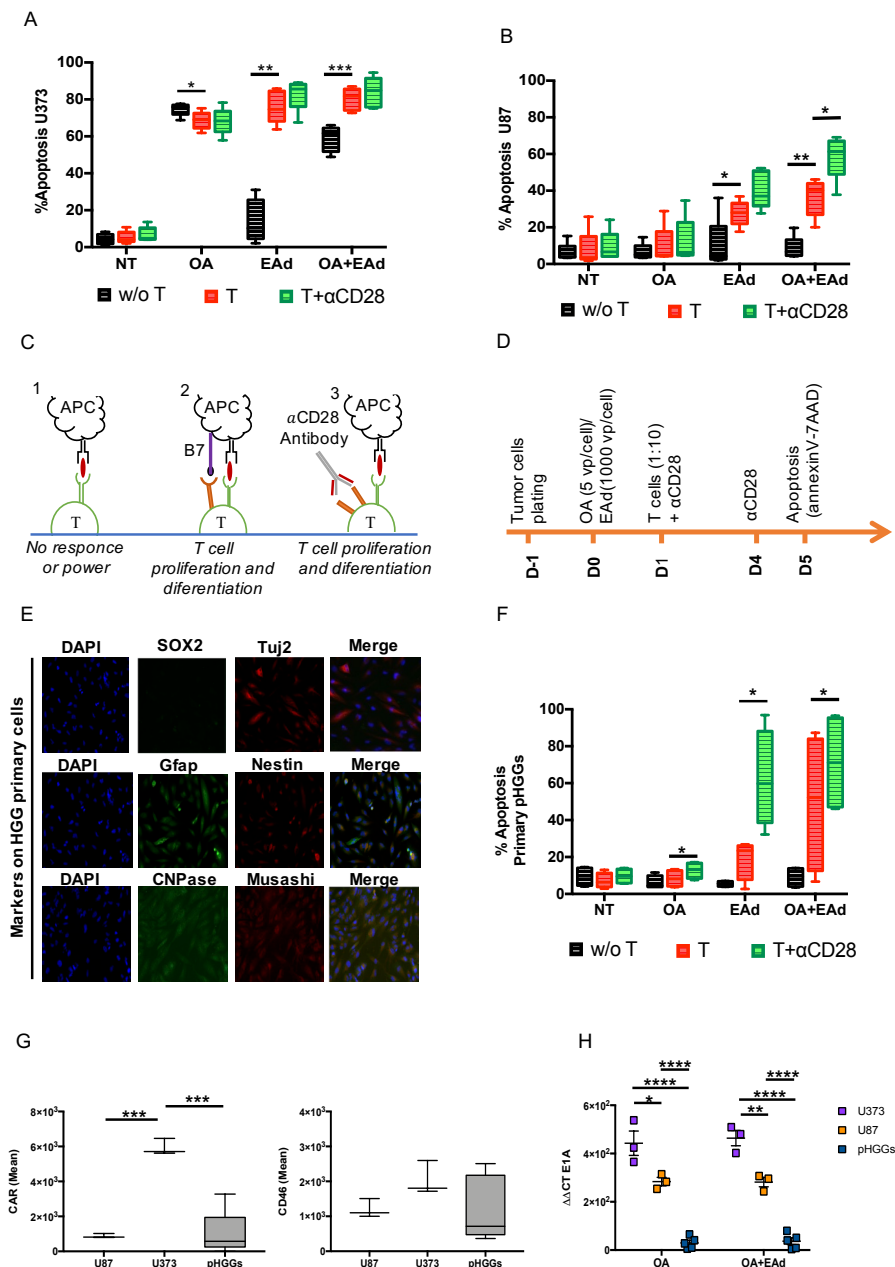 A
%Apoptosis U373
100
80
60
40
20
0
*
**
***
NT OA EAd OA+EAd
w/o T T T+αCD28
B
% Apoptosis U87
100
80
60
40
20
0
*
**
*
NT OA EAd OA+EAd
w/o T T T+αCD28
C
1
APC
T
No responce
or power
2
APC
B7
T
T cell
proliferation and
diferentiation
3
αCD28
Antibody
APC
T
T cell proliferation
and diferentiation
D
Tumor cells
plating
OA (5 vp/cell)/
EAd(1000 vp/cell)
T cells (1:10)
+ αCD28
αCD28
Apoptosis
(annexinV-7AAD)
D-1 D0 D1 D4 D5
E
Markers on HGG primary cells
DAPI SOX2 Tuj2 Merge
DAPI Gfap Nestin Merge
DAPI CNPase Musashi Merge
F
% Apoptosis
Primary pHGGs
100
80
60
40
20
0
*
*
*
NT OA EAd OA+EAd
w/o T T T+αCD28
G
CAR (Mean)
8×10³
6×10³
4×10³
2×10³
0
***
***
U87 U373 pHGGs
CD46 (Mean)
5×10³
4×10³
3×10³
2×10³
1×10³
0
U87 U373 pHGGs
H
ΔΔCT E1A
6×10²
4×10²
2×10²
0
****
****
*
****
****
**
OA OA+EAd
U373
U87
pHGGs